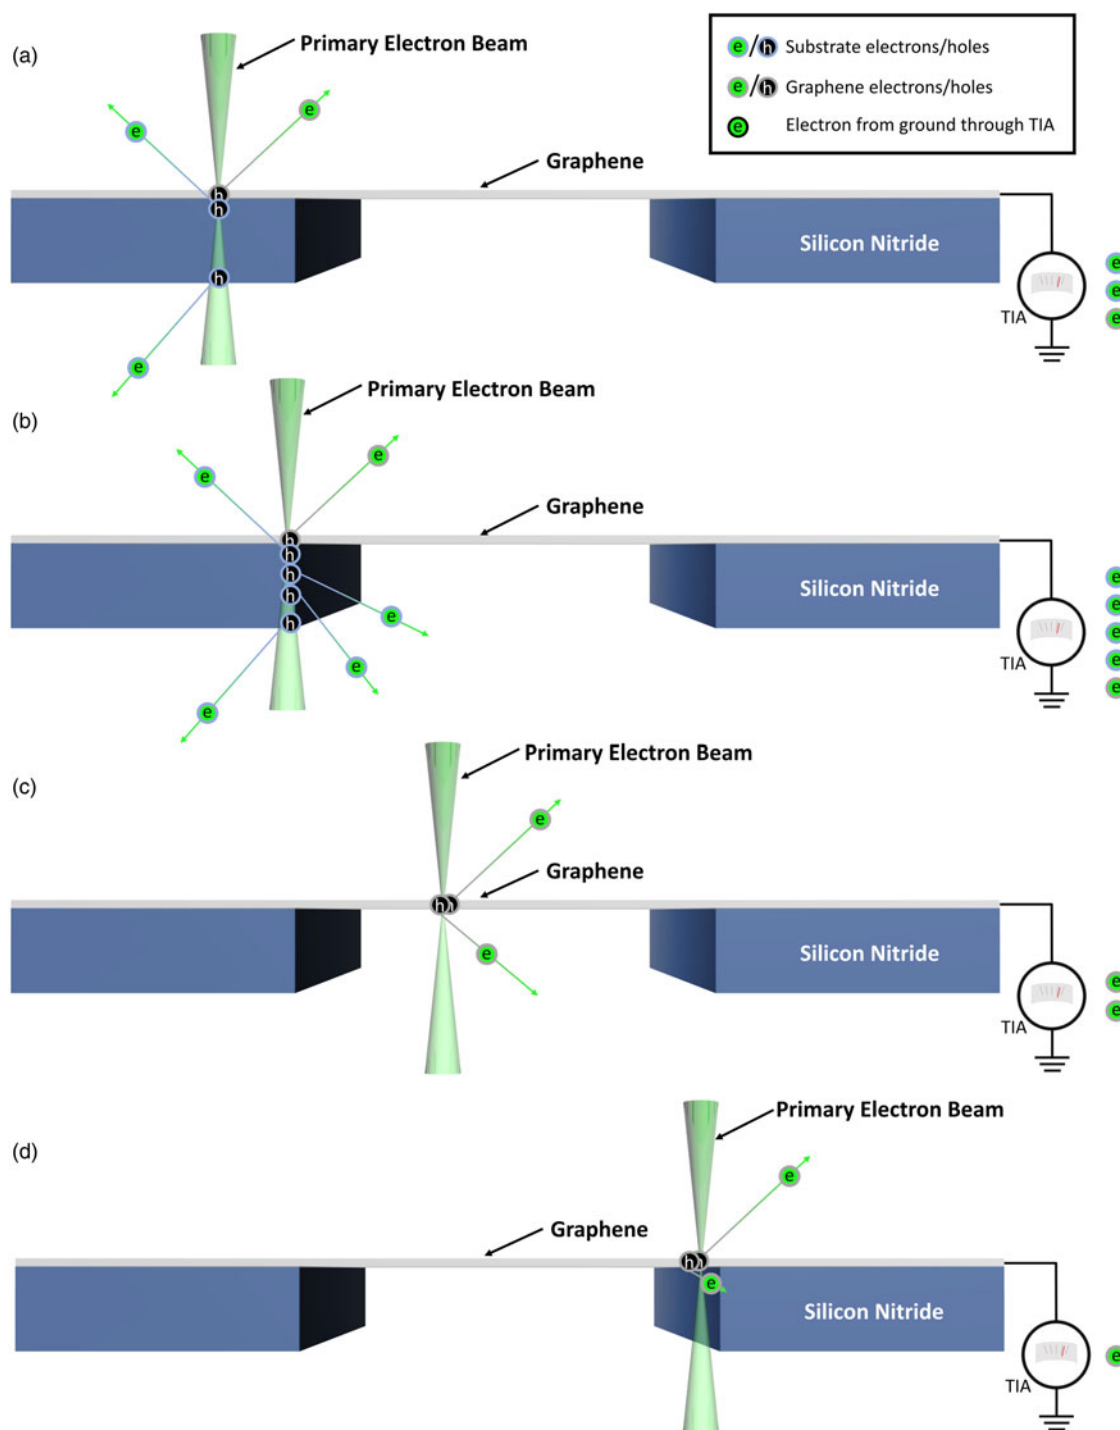 (a)
Primary Electron Beam
e/h Substrate electrons/holes
e/h Graphene electrons/holes
e Electron from ground through TIA
e
e
Graphene
h
h
Silicon Nitride
h
e
e
e
TIA
e
(b)
Primary Electron Beam
e
e
Graphene
h
h
h
h
h
Silicon Nitride
e
e
e
e
e
e
e
e
TIA
(c)
Primary Electron Beam
e
Graphene
h
h
e
Silicon Nitride
e
e
TIA
(d)
Primary Electron Beam
e
Graphene
h
h
e
Silicon Nitride
e
TIA